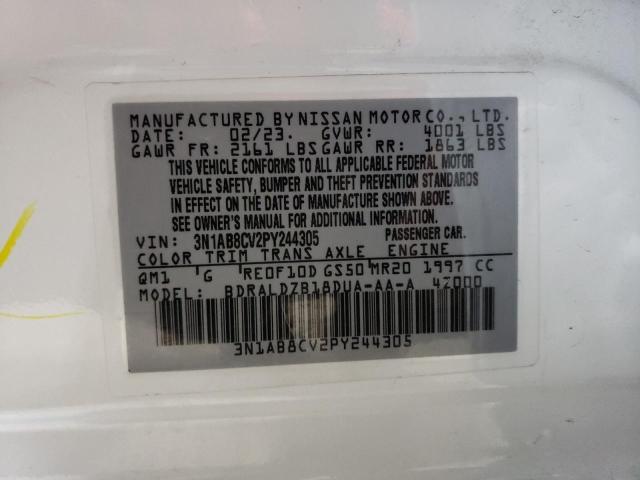 MANUFACTURED BY NISSAN MOTOR CO., LTD.
DATE: 02/23. GVWR: 4001 LBS
GAWR FR: 2161 LBS GAWR RR: 1863 LBS
THIS VEHICLE CONFORMS TO ALL APPLICABLE FEDERAL MOTOR
VEHICLE SAFETY, BUMPER AND THEFT PREVENTION STANDARDS
IN EFFECT ON THE DATE OF MANUFACTURE SHOWN ABOVE.
SEE OWNER'S MANUAL FOR ADDITIONAL INFORMATION.
VIN: 3N1AB8CV2PY244305 PASSENGER CAR.
COLOR TRIM TRANS AXLE ENGINE
QM1 G RE0F10D GS50 MR20 1997 CC
MODEL: BDRALDZB18DUA-AA-A 42000
3N1AB8CV2PY244305